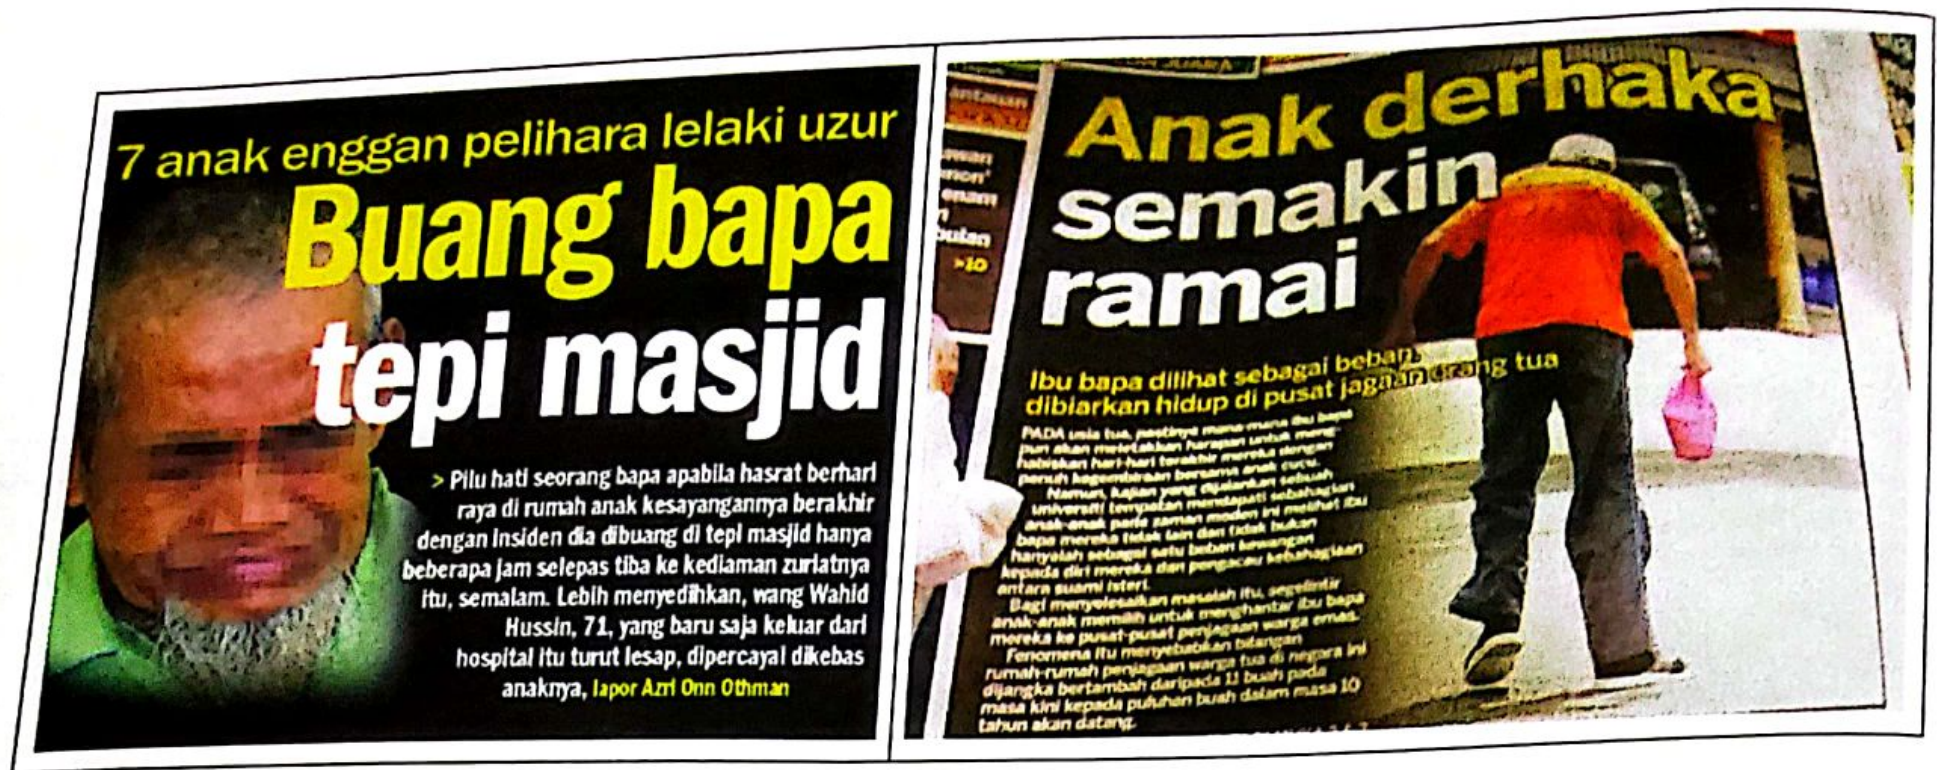 7 anak enggan pelihara lelaki uzur
Buang bapa
tepi masjid
> Pilu hati seorang bapa apabila hasrat berhari
raya di rumah anak kesayangannya berakhir
dengan insiden dia dibuang di tepi masjid hanya
beberapa jam selepas tiba ke kediaman zuriatnya
itu, semalam. Lebih menyedihkan, wang Wahid
Hussin, 71, yang baru saja keluar dari
hospital itu turut lesap, dipercayai dikebas
anaknya, lapor Azri Onn Othman
JUARA
antauan
enam
bulan
>10
Anak derhaka
semakin
ramai
Ibu bapa dilihat sebagai beban,
dibiarkan hidup di pusat jagaan orang tua
PADA usia tua, pastinya mana-mana ibu bapa
pun akan meletakkan harapan untuk meng-
habiskan hari-hari terakhir mereka dengan
penuh kegembiraan bersama anak cucu.
Namun, kajian yang dijalankan sebuah
universiti tempatan mendapati sebahagian
anak-anak pada zaman moden ini melihat ibu
bapa mereka tidak lain dan tidak bukan
hanyalah sebagai satu beban kewangan
kepada diri mereka dan pengacau kebahagiaan
antara suami isteri.
Bagi menyelesaikan masalah itu, segelintir
anak-anak memilih untuk menghantar ibu bapa
mereka ke pusat-pusat penjagaan warga emas.
Fenomena itu menyebabkan bilangan
rumah-rumah penjagaan warga tua di negara ini
dijangka bertambah daripada 11 buah pada
masa kini kepada puluhan buah dalam masa 10
tahun akan datang.